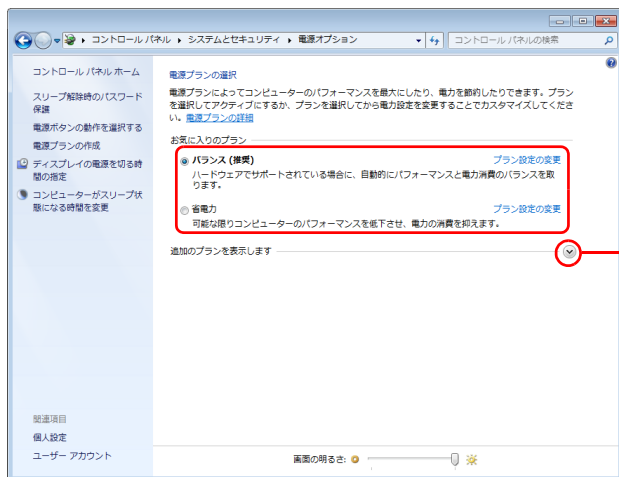 コントロール パネル ▸ システムとセキュリティ ▸ 電源オプション
コントロール パネルの検索
コントロール パネル ホーム
スリープ解除時のパスワード
保護
電源ボタンの動作を選択する
電源プランの作成
ディスプレイの電源を切る時
間の指定
コンピューターがスリープ状
態になる時間を変更
関連項目
個人設定
ユーザー アカウント
電源プランの選択
電源プランによってコンピューターのパフォーマンスを最大にしたり、電力を節約したりできます。プラン
を選択してアクティブにするか、プランを選択してから電力設定を変更することでカスタマイズしてくださ
い。電源プランの詳細
お気に入りのプラン
バランス (推奨) プラン設定の変更
ハードウェアでサポートされている場合に、自動的にパフォーマンスと電力消費のバランスを取
ります。
省電力 プラン設定の変更
可能な限りコンピューターのパフォーマンスを低下させ、電力の消費を抑えます。
追加のプランを表示します
画面の明るさ: